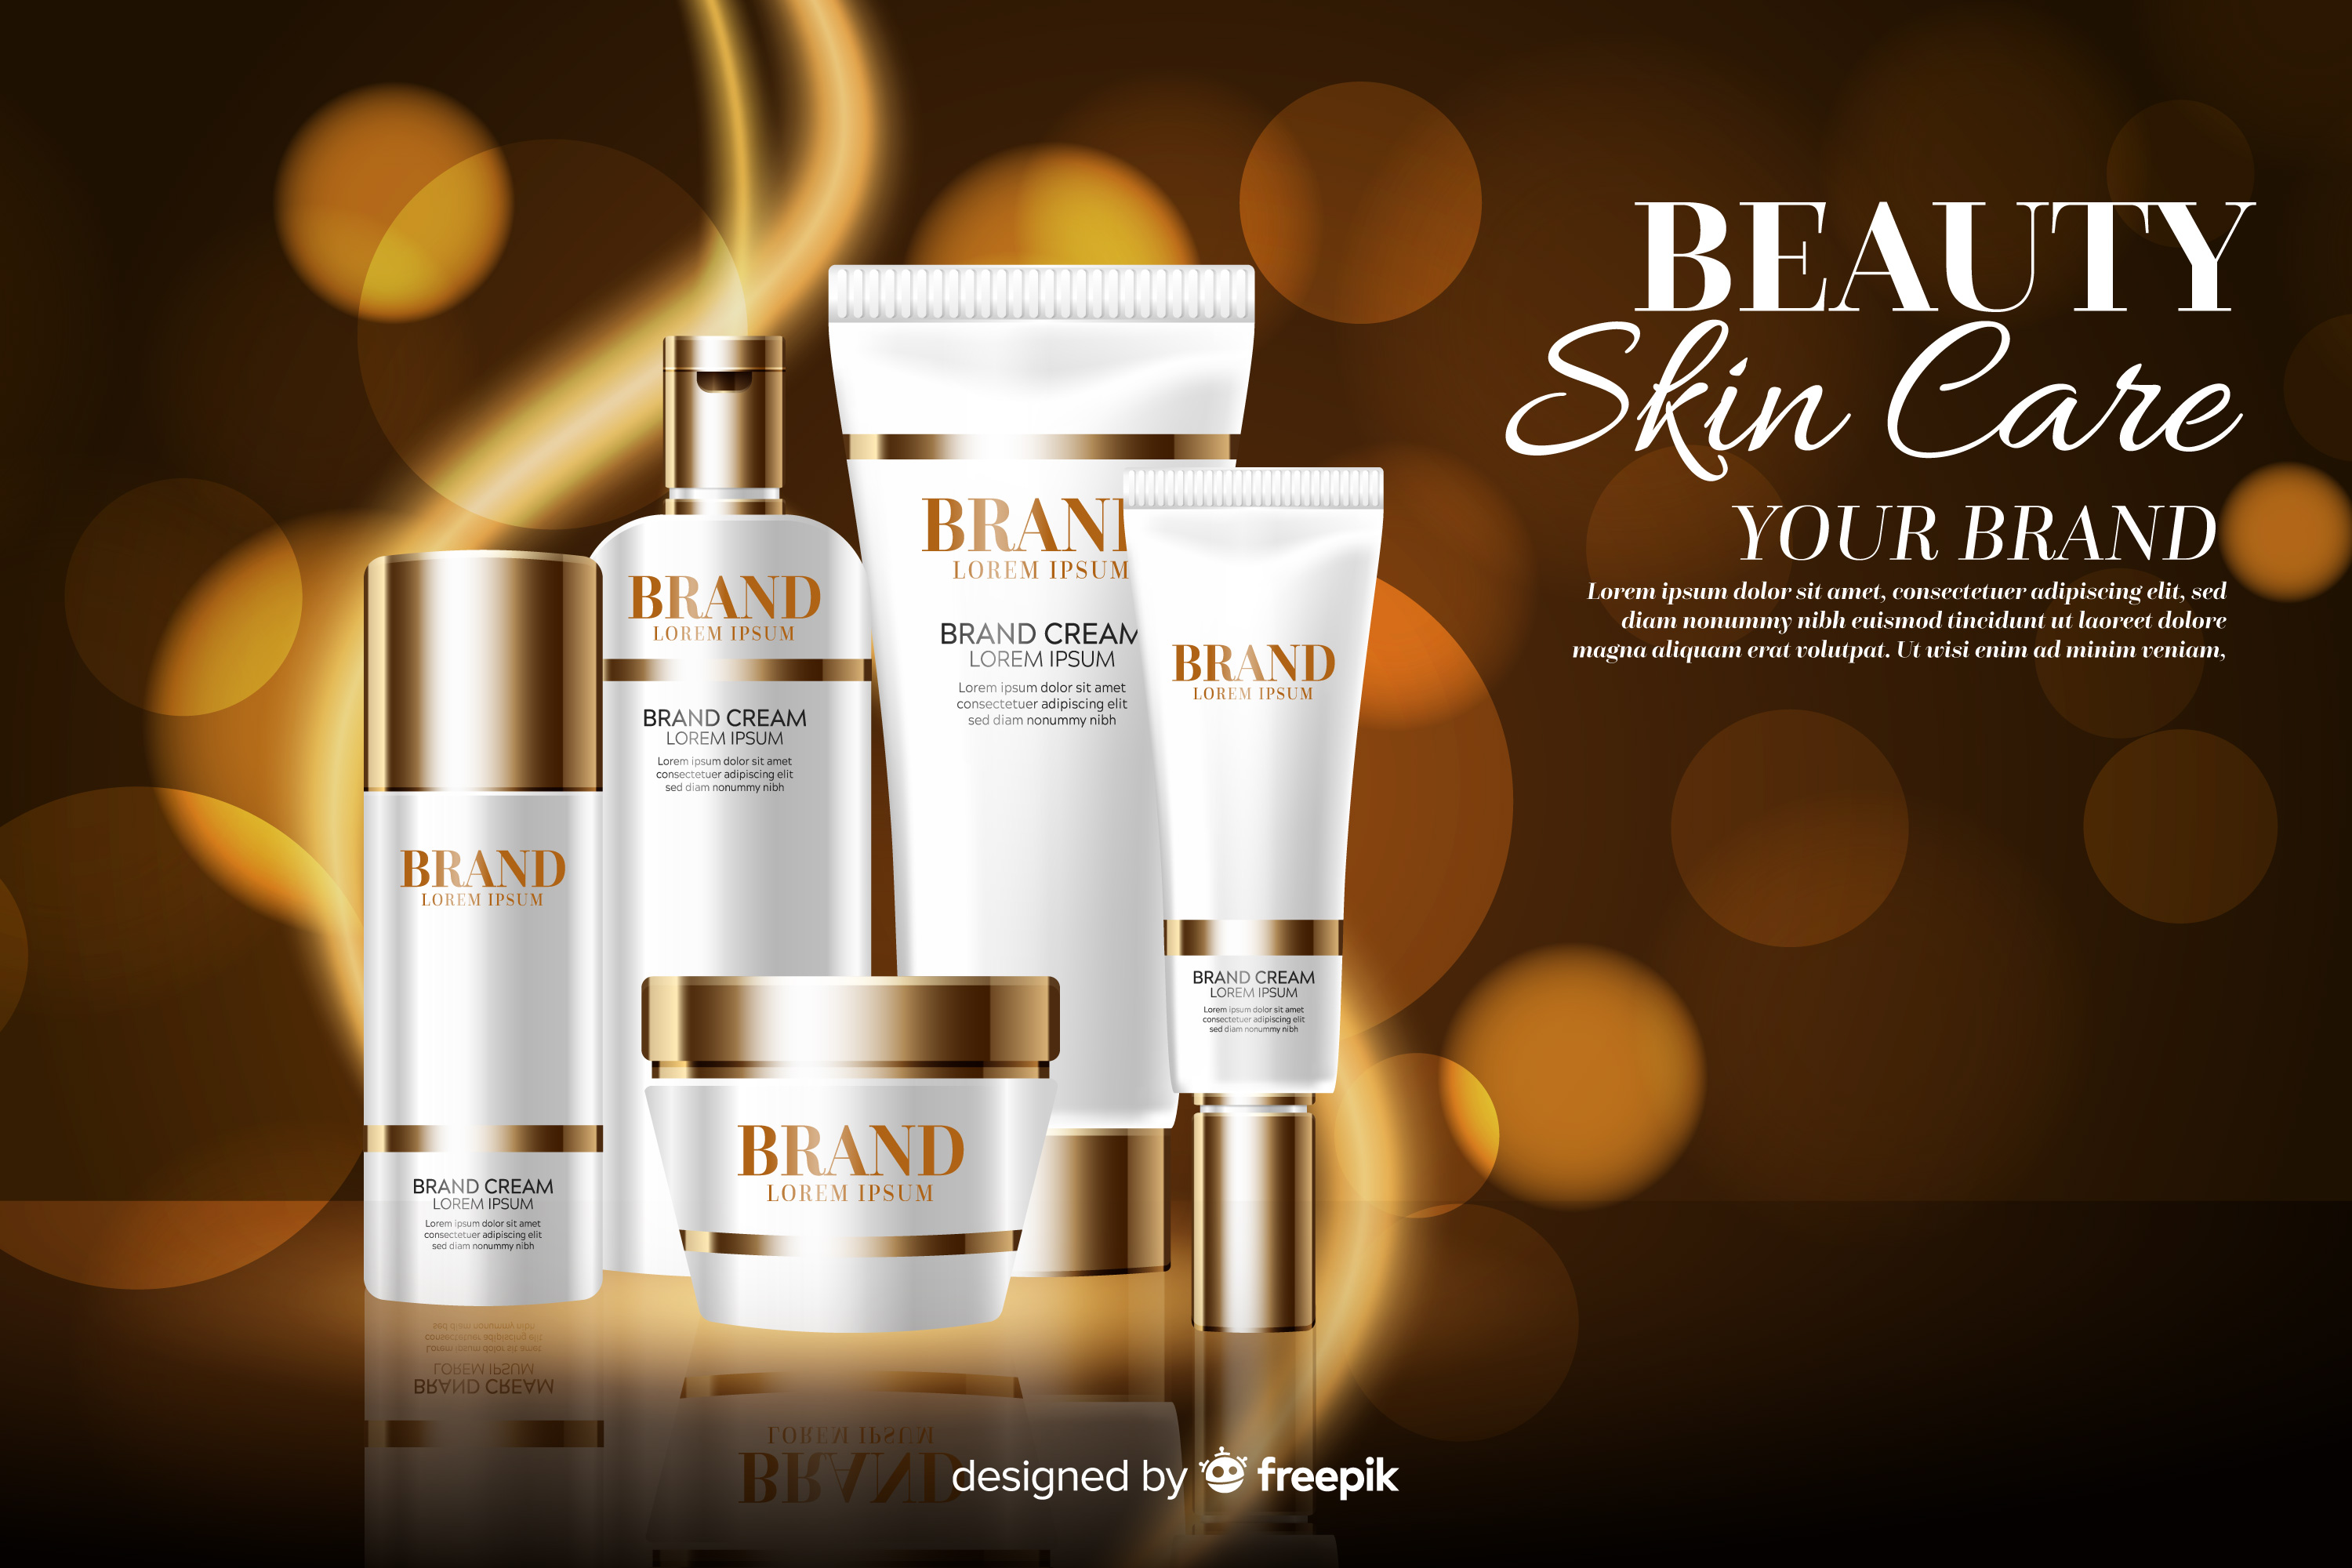 BEAUTY
Skin Care
YOUR BRAND
Lorem ipsum dolor sit amet, consectetuer adipiscing elit, sed
diam nonummy nibh euismod tincidunt ut laoreet dolore
magna aliquam erat volutpat. Ut wisi enim ad minim veniam,
BRAND
LOREM IPSUM
BRAND CREAM
LOREM IPSUM
Lorem ipsum dolor sit amet
consectetuer adipiscing elit
sed diam nonummy nibh
BRAND
LOREM IPSUM
BRAND CREAM
LOREM IPSUM
Lorem ipsum dolor sit amet
consectetuer adipiscing elit
sed diam nonummy nibh
BRAND
LOREM IPSUM
BRAND CREAM
LOREM IPSUM
Lorem ipsum dolor sit amet
consectetuer adipiscing elit
sed diam nonummy nibh
BRAND
LOREM IPSUM
BRAND CREAM
LOREM IPSUM
Lorem ipsum dolor sit amet
consectetuer adipiscing elit
sed diam nonummy nibh
BRAND
LOREM IPSUM
designed by freepik